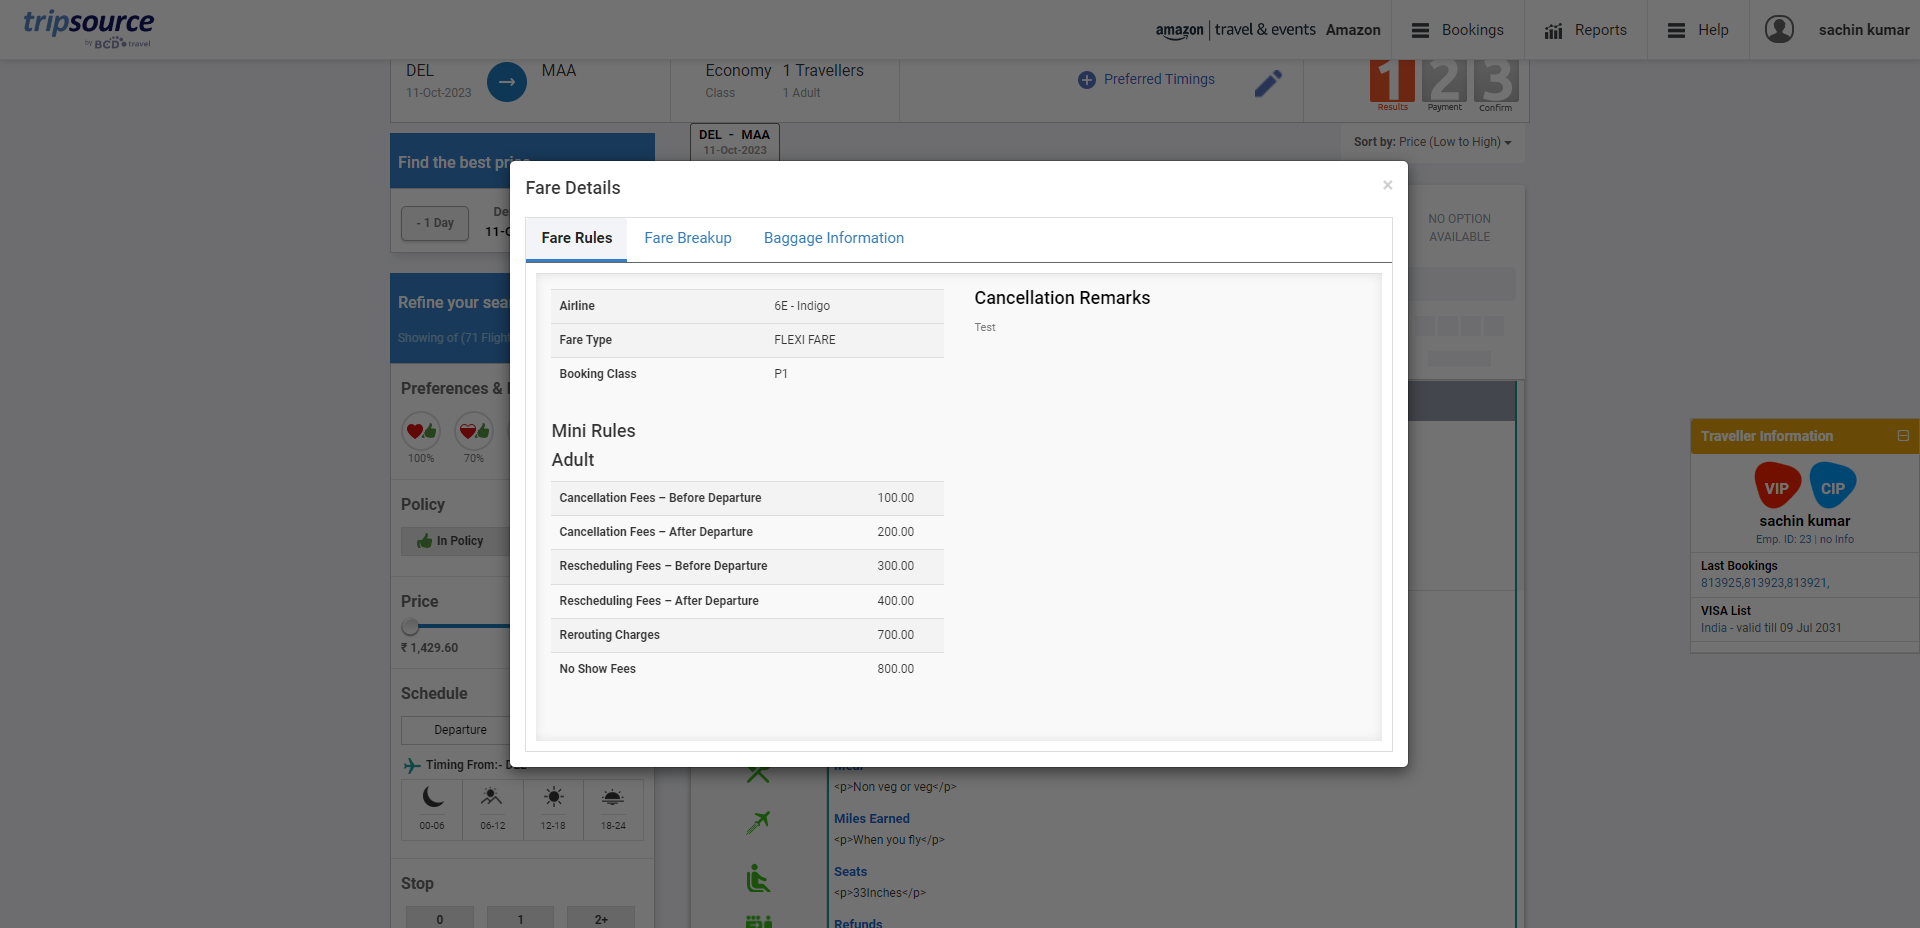 tripsource
by BCD travel
amazon | travel & events Amazon
Bookings
Reports
Help
sachin kumar
DEL
11-Oct-2023
MAA
Economy
Class
1 Travellers
1 Adult
Preferred Timings
1 2 3
Results Payment Confirm
Find the best
DEL - MAA
11-Oct-2023
Sort by: Price (Low to High)
- 1 Day
NO OPTION
AVAILABLE
Refine your
Showing of (71
Preferences &
100%
70%
Policy
In Policy
Price
₹ 1,429.60
Schedule
Departure
Timing From:-
00-06
06-12
12-18
18-24
Stop
0
1
2+
Fare Details
×
Fare Rules
Fare Breakup
Baggage Information
Airline 6E - Indigo
Fare Type FLEXI FARE
Booking Class P1
Cancellation Remarks
Test
Mini Rules
Adult
Cancellation Fees – Before Departure 100.00
Cancellation Fees – After Departure 200.00
Rescheduling Fees – Before Departure 300.00
Rescheduling Fees – After Departure 400.00
Rerouting Charges 700.00
No Show Fees 800.00
<p>Non veg or veg</p>
Miles Earned
<p>When you fly</p>
Seats
<p>33Inches</p>
Refunds
Traveller Information
VIP
CIP
sachin kumar
Emp. ID: 23 | no Info
Last Bookings
813925,813923,813921,
VISA List
India - valid till 09 Jul 2031